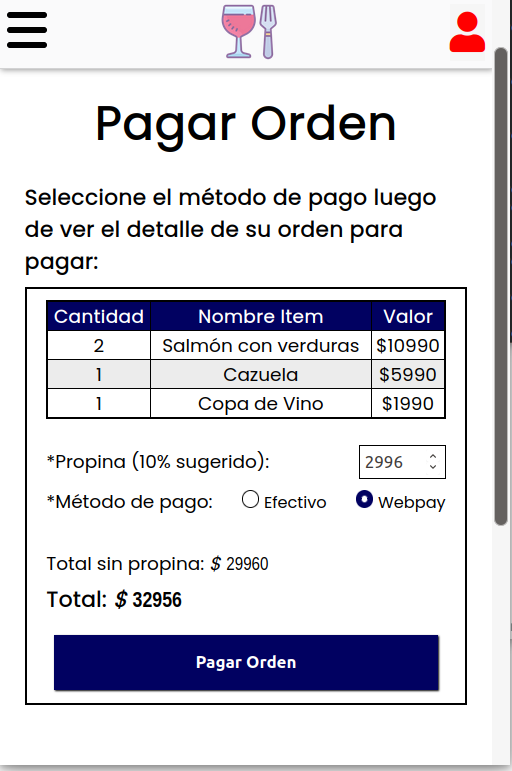 Pagar Orden
Seleccione el método de pago luego
de ver el detalle de su orden para
pagar:
Cantidad Nombre Item Valor
2 Salmón con verduras $10990
1 Cazuela $5990
1 Copa de Vino $1990
*Propina (10% sugerido): 2996
*Método de pago: Efectivo Webpay
Total sin propina: $ 29960
Total: $ 32956
Pagar Orden